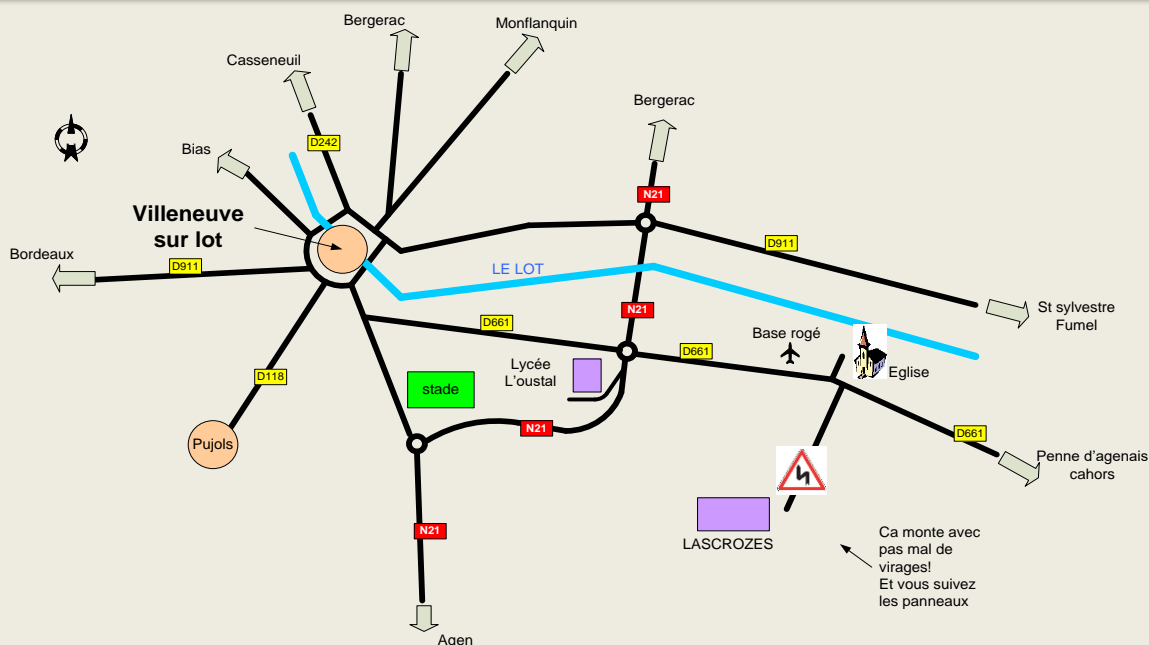 Bergerac
Monflanquin
Casseneuil
Bergerac
D242
Bias
N21
Villeneuve
sur lot
D911
Bordeaux
D911
LE LOT
N21
St sylvestre
Fumel
D661
Base rogé
D661
Lycée
L'oustal
Eglise
D118
stade
N21
D661
Pujols
Penne d'agenais
cahors
N21
LASCROZES
Ca monte avec
pas mal de
virages!
Et vous suivez
les panneaux
Agen